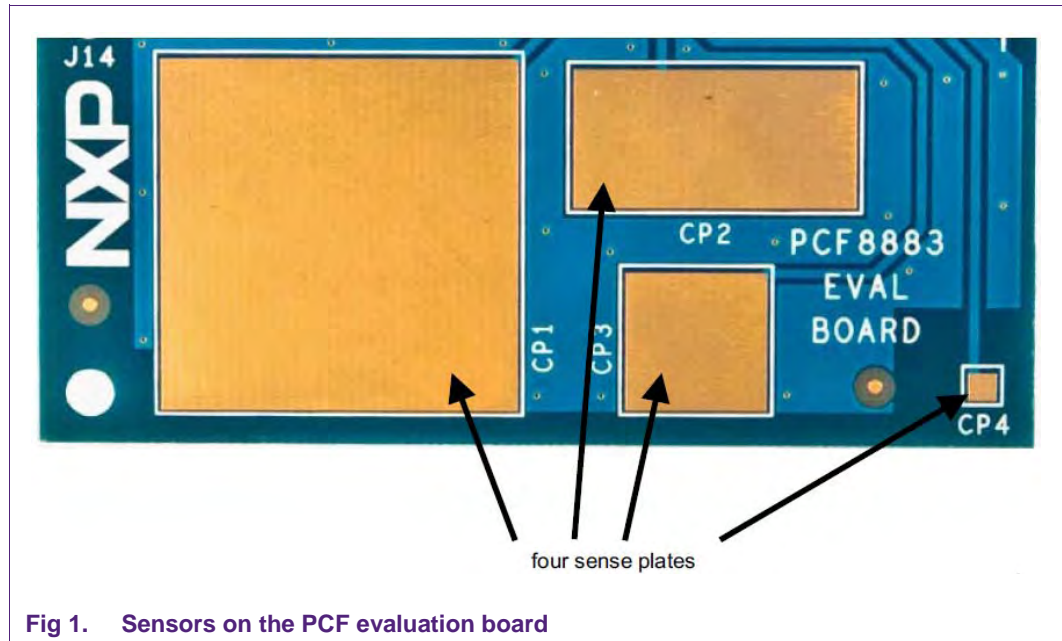 J14
NXP
CP1
CP2
CP3
PCF8883
EVAL
BOARD
CP4
four sense plates
Fig 1. Sensors on the PCF evaluation board